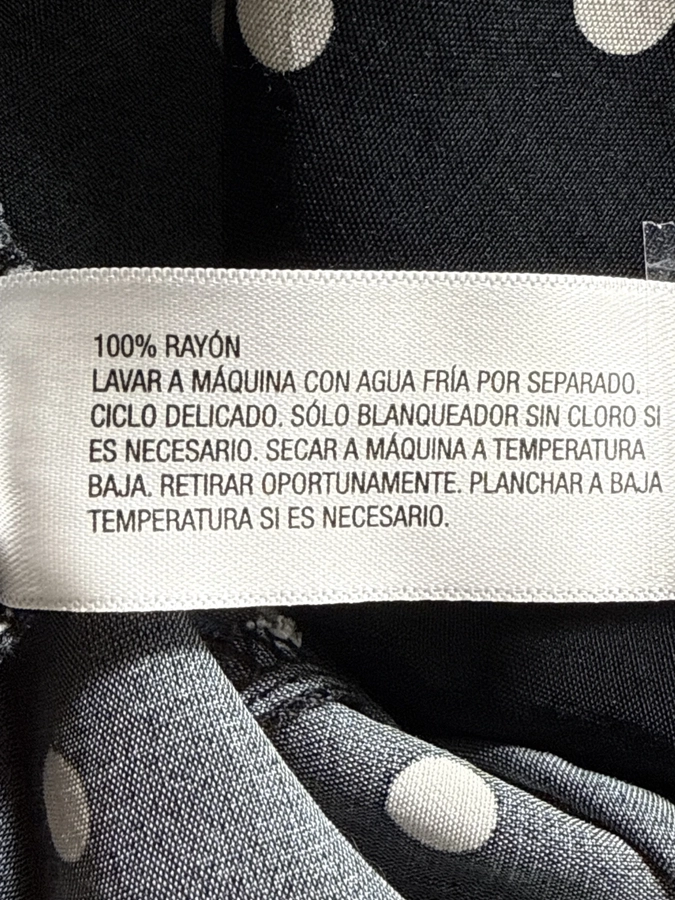 100% RAYÓN
LAVAR A MÁQUINA CON AGUA FRÍA POR SEPARADO.
CICLO DELICADO. SÓLO BLANQUEADOR SIN CLORO SI
ES NECESARIO. SECAR A MÁQUINA A TEMPERATURA
BAJA. RETIRAR OPORTUNAMENTE. PLANCHAR A BAJA
TEMPERATURA SI ES NECESARIO.